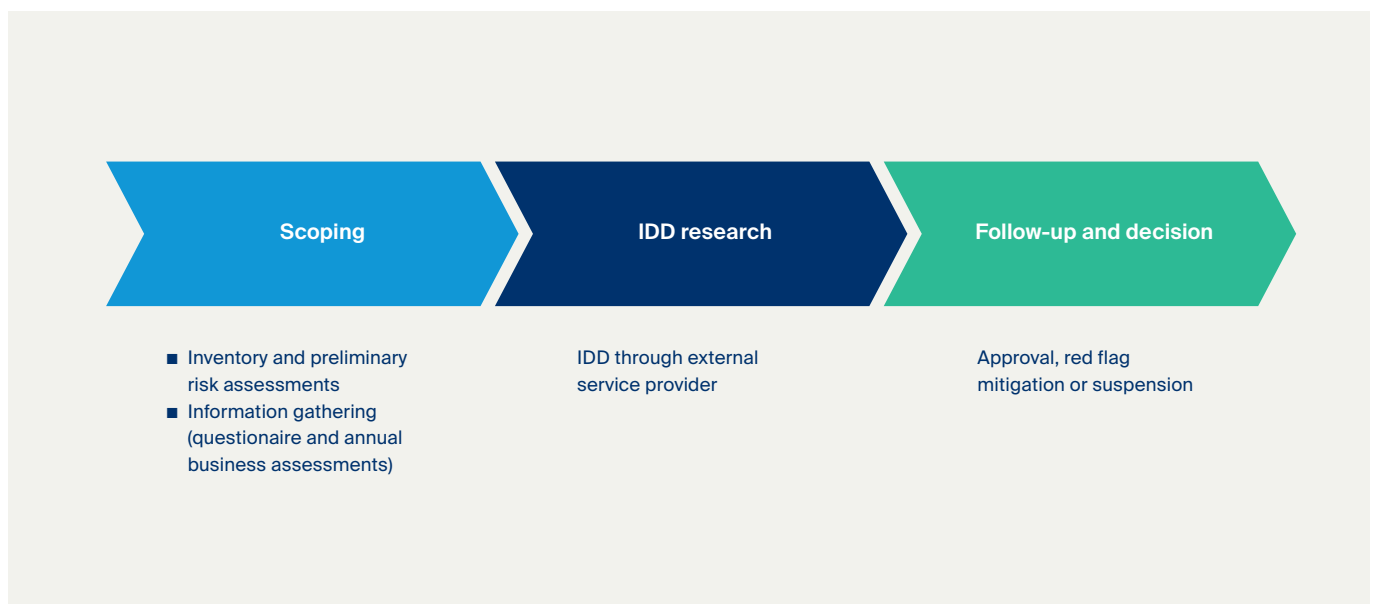 Scoping
IDD research
Follow-up and decision
■ Inventory and preliminary
risk assessments
■ Information gathering
(questionaire and annual
business assessments)
IDD through external
service provider
Approval, red flag
mitigation or suspension